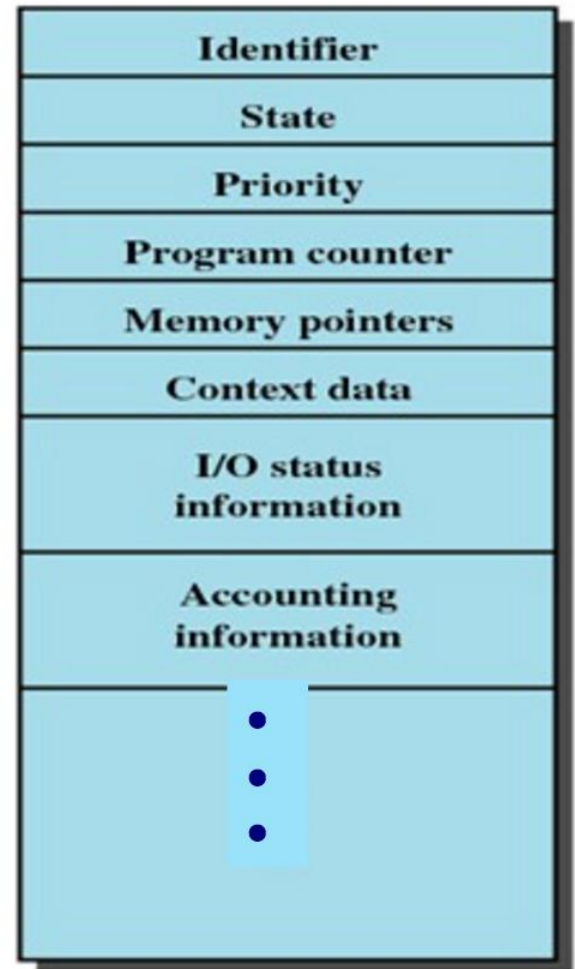 Identifier
State
Priority
Program counter
Memory pointers
Context data
I/O status
information
Accounting
information